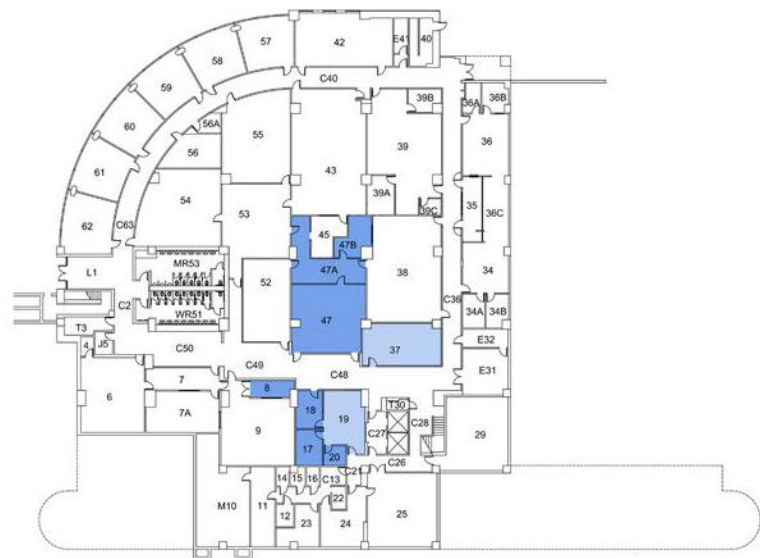 57
42
E41
40
58
C40
59
36A
36B
39B
60
56A
55
39
36
56
43
61
39A
35
54
53
39C
36C
62
C63
45
47B
38
MR53
34
L1
47A
52
C2
WR51
47
C36
34A
34B
T3
J5
4
37
E32
C50
C49
C48
E31
7
8
6
T30
7A
18
19
C27
C28
29
9
17
20
C26
C21
14
15
16
C13
M10
11
22
12
23
24
25